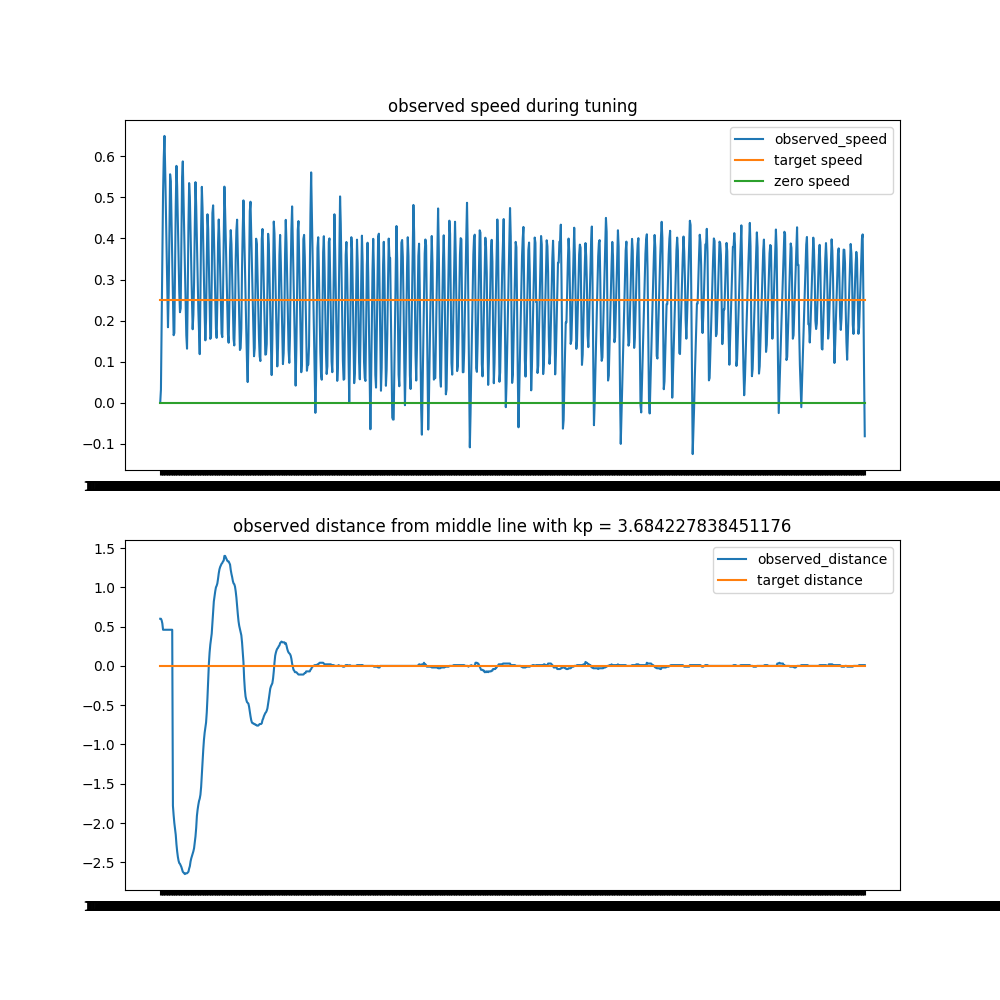 observed speed during tuning
observed_speed
target speed
zero speed
0.6
0.5
0.4
0.3
0.2
0.1
0.0
−0.1
observed distance from middle line with kp = 3.684227838451176
observed_distance
target distance
1.5
1.0
0.5
0.0
−0.5
−1.0
−1.5
−2.0
−2.5